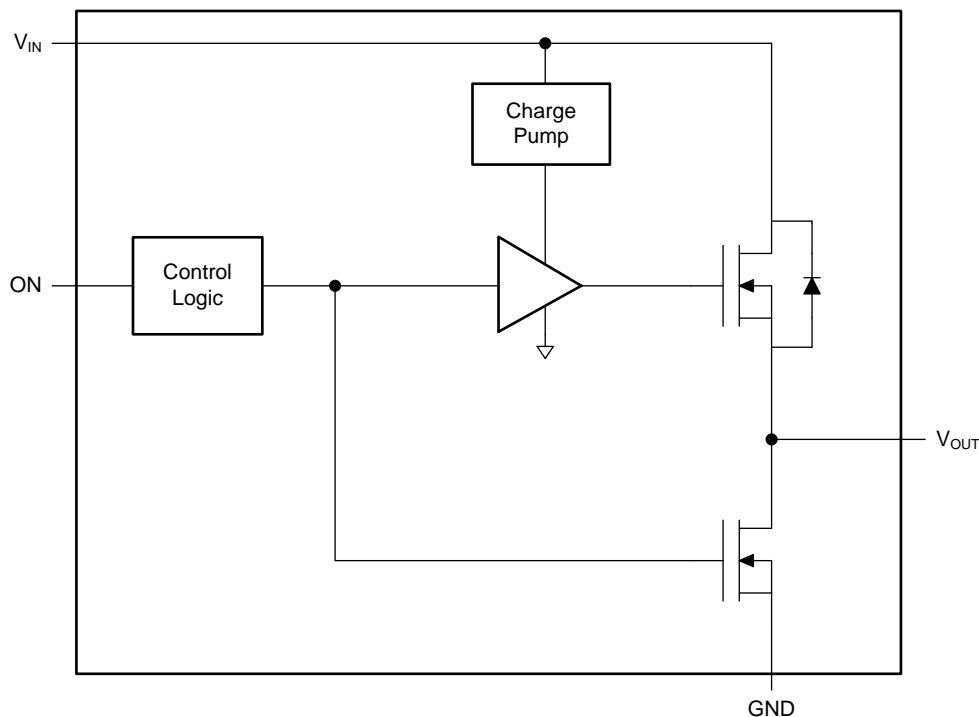 VIN
Charge
Pump
ON
Control
Logic
VOUT
GND